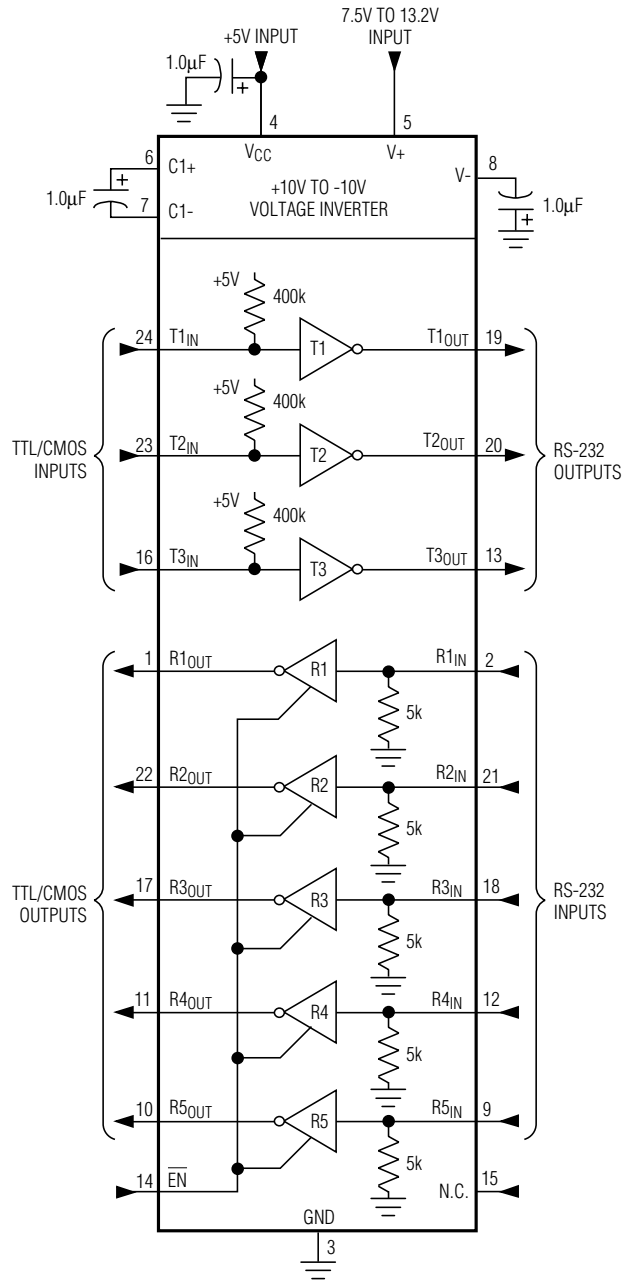 7.5V TO 13.2V
INPUT
+5V INPUT
1.0µF
+
4
5
VCC
V+
6
C1+
+
1.0µF
7
C1-
+10V TO -10V
VOLTAGE INVERTER
V-
8
+
1.0µF
+5V
400k
24
T1IN
T1
T1OUT
19
+5V
400k
TTL/CMOS
INPUTS
23
T2IN
T2
T2OUT
20
RS-232
OUTPUTS
+5V
400k
16
T3IN
T3
T3OUT
13
1
R1OUT
R1
R1IN
2
5k
22
R2OUT
R2
R2IN
21
5k
TTL/CMOS
OUTPUTS
17
R3OUT
R3
R3IN
18
RS-232
INPUTS
5k
11
R4OUT
R4
R4IN
12
5k
10
R5OUT
R5
R5IN
9
5k
14
EN
N.C.
15
GND
3